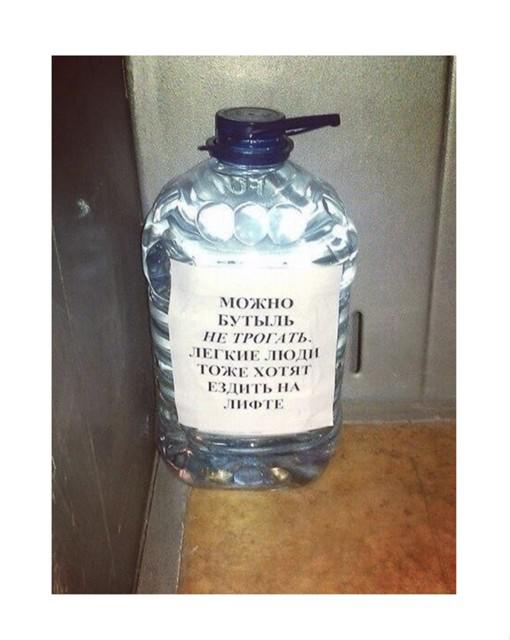 МОЖНО
БУТЫЛЬ
НЕ ТРОГАТЬ.
ЛЕГКИЕ ЛЮДИ
ТОЖЕ ХОТЯТ
ЕЗДИТЬ НА
ЛИФТЕ